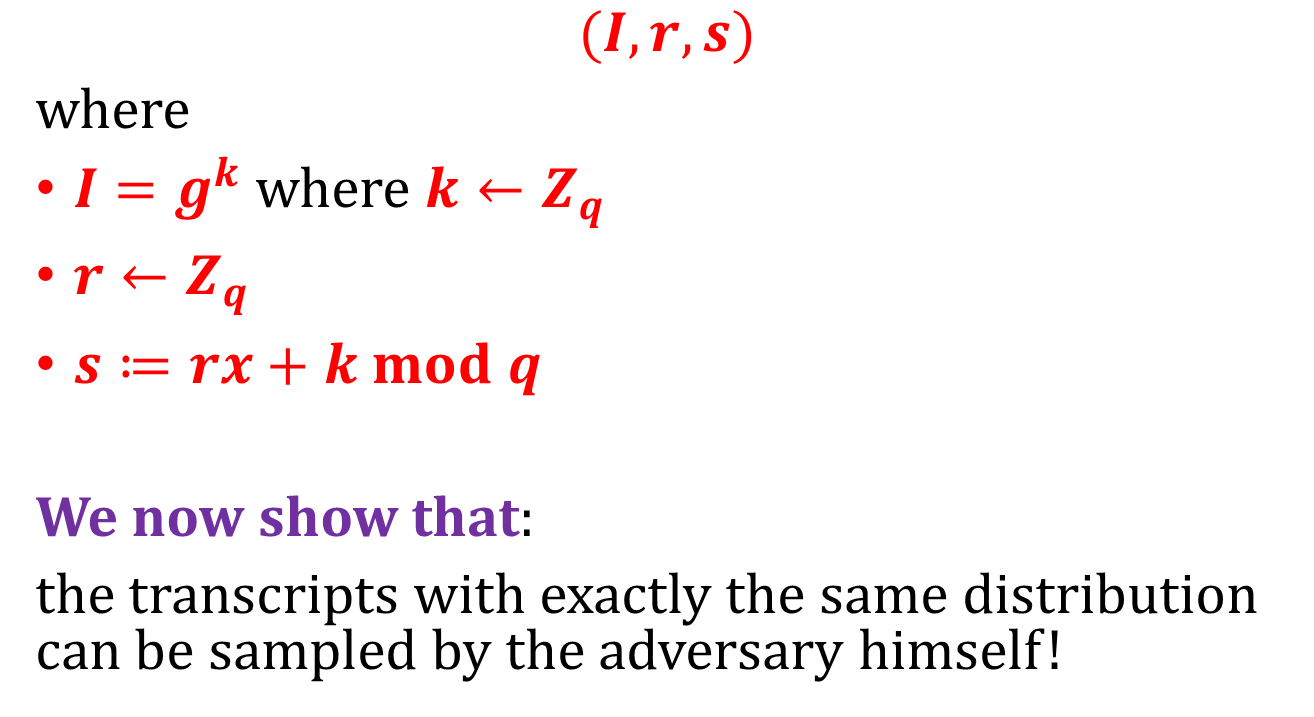 (I, r, s)
where
• I = g^k where k ← Z_q
• r ← Z_q
• s ≔ rx + k mod q
We now show that:
the transcripts with exactly the same distribution
can be sampled by the adversary himself!